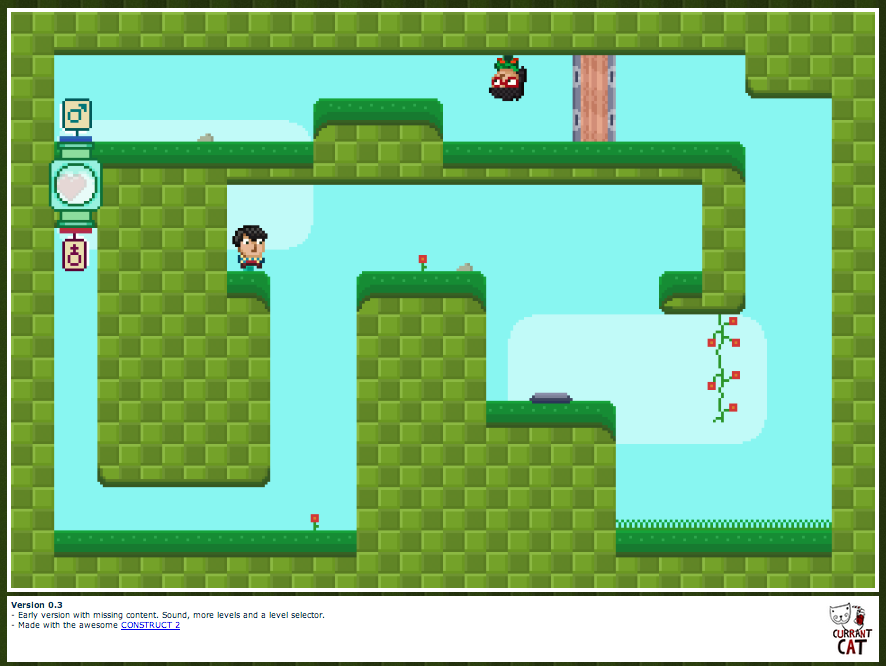 Version 0.3
- Early version with missing content. Sound, more levels and a level selector.
- Made with the awesome CONSTRUCT 2
CURRANT
CAT